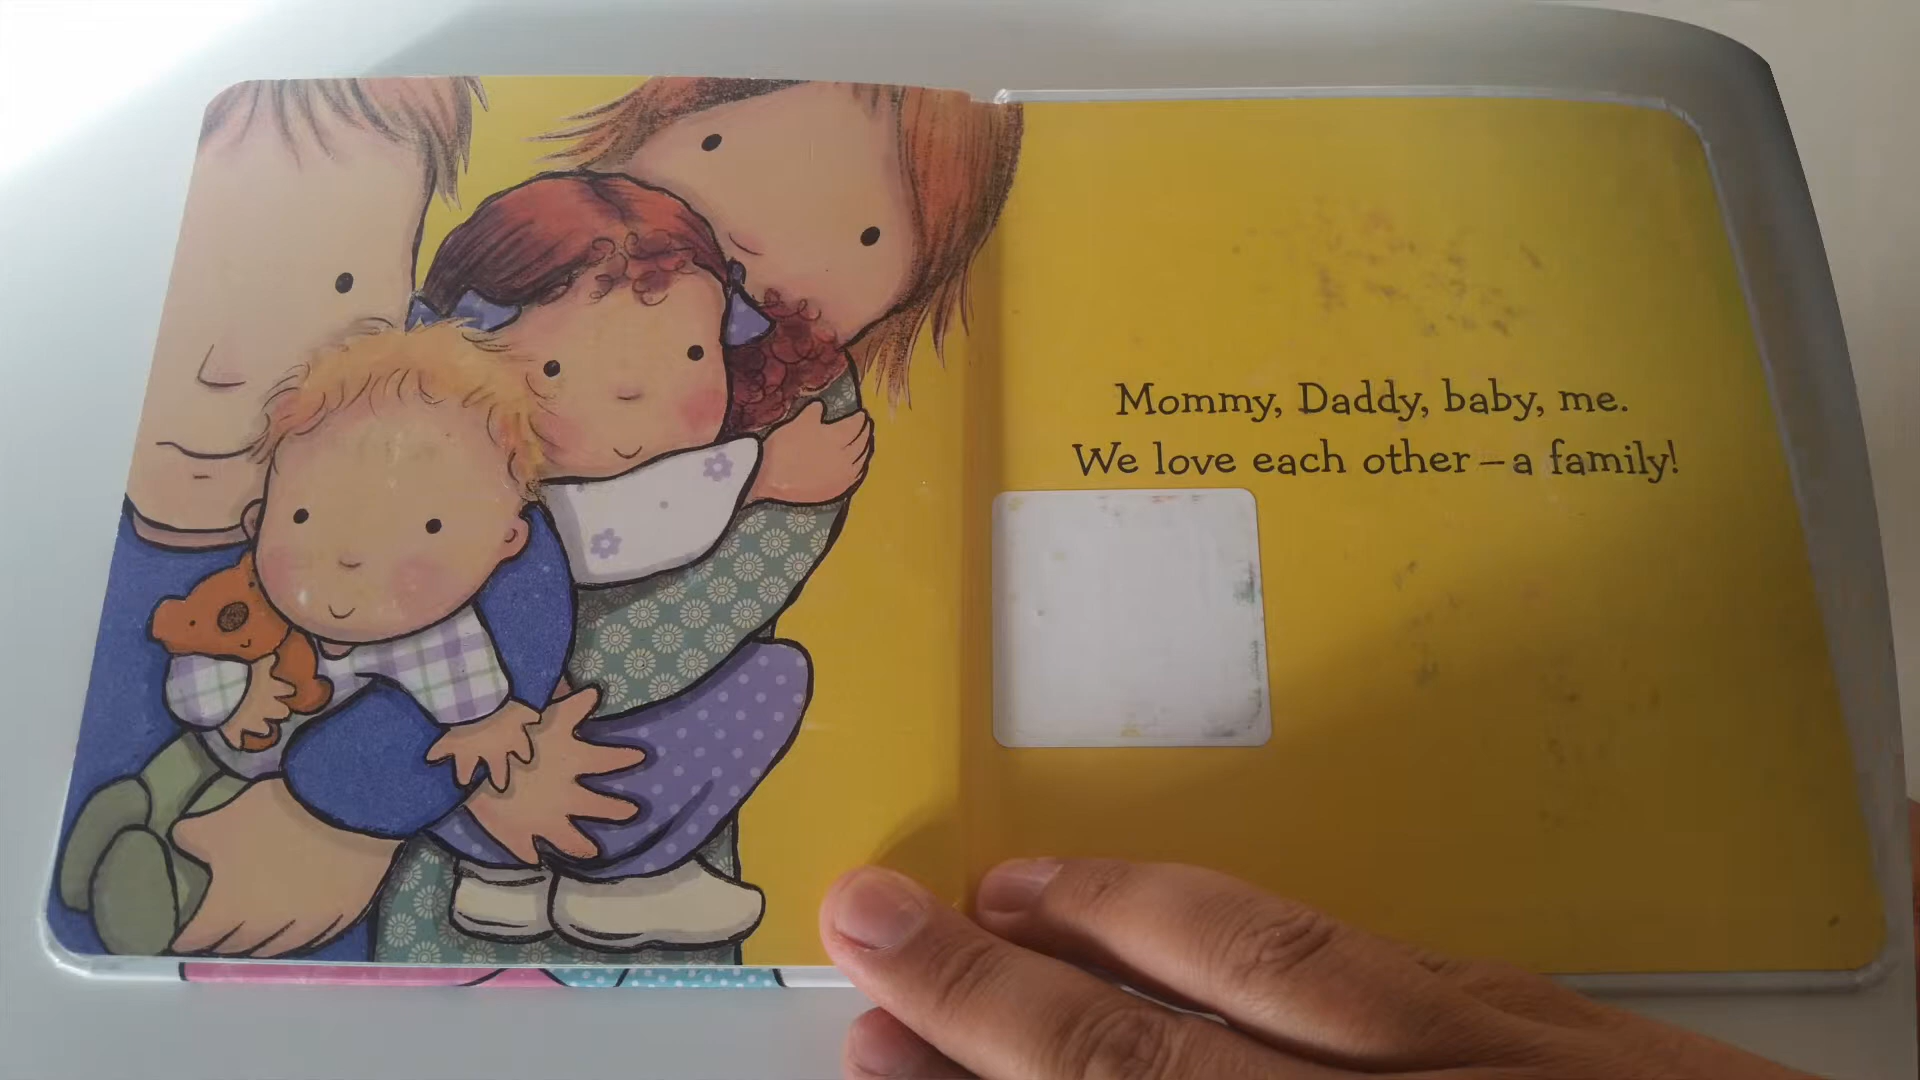 Mommy, Daddy, baby, me.
We love each other – a family!